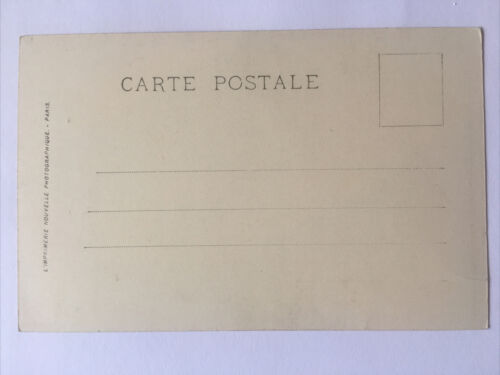 CARTE POSTALE
L'IMPRIMERIE NOUVELLE PHOTOGRAPHIQUE. - PARIS.